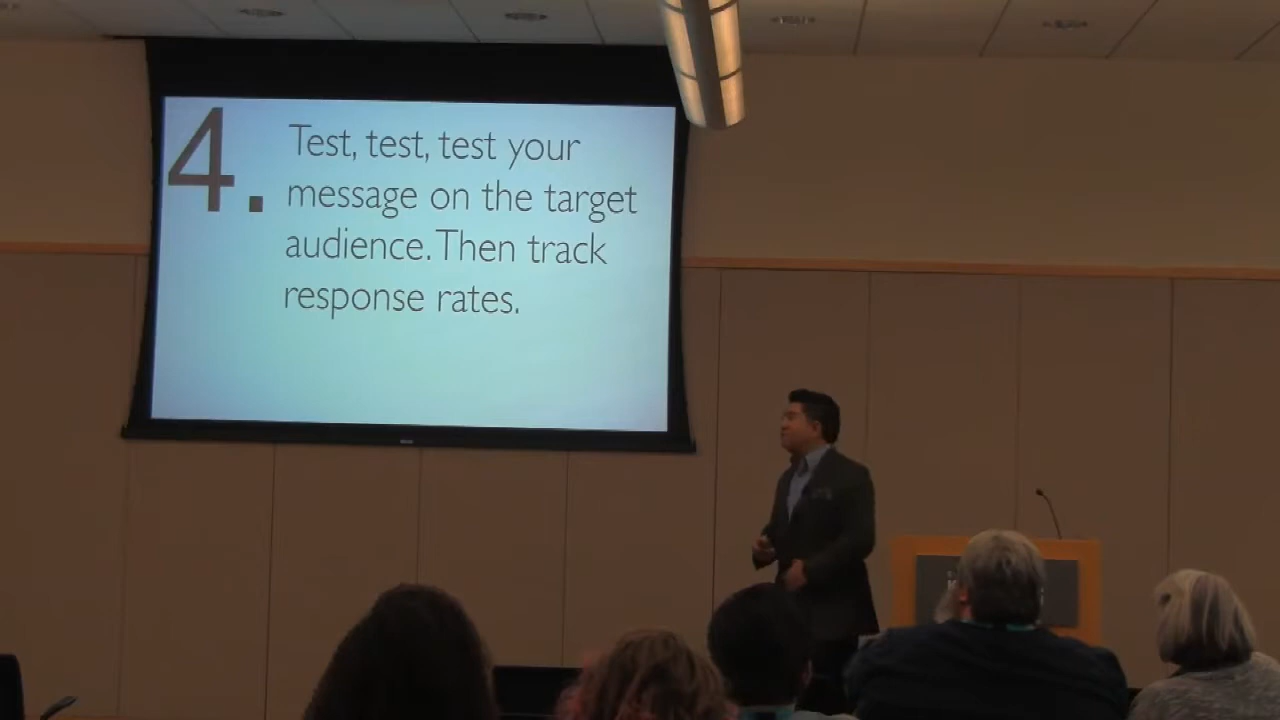 4.
Test, test, test your
message on the target
audience. Then track
response rates.